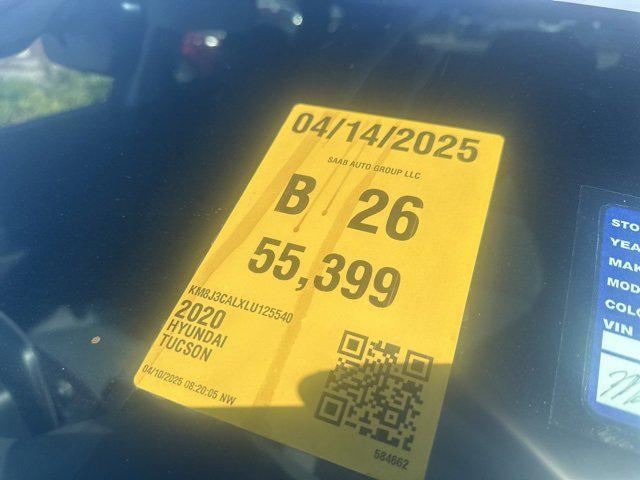 04/14/2025
SAAB AUTO GROUP LLC
B 26
55,399
KM8J3CALXLU125540
2020
HYUNDAI
TUCSON
04/10/2025 08:20:05 NW
584662
STO
YEA
MAK
MOD
COLO
VIN